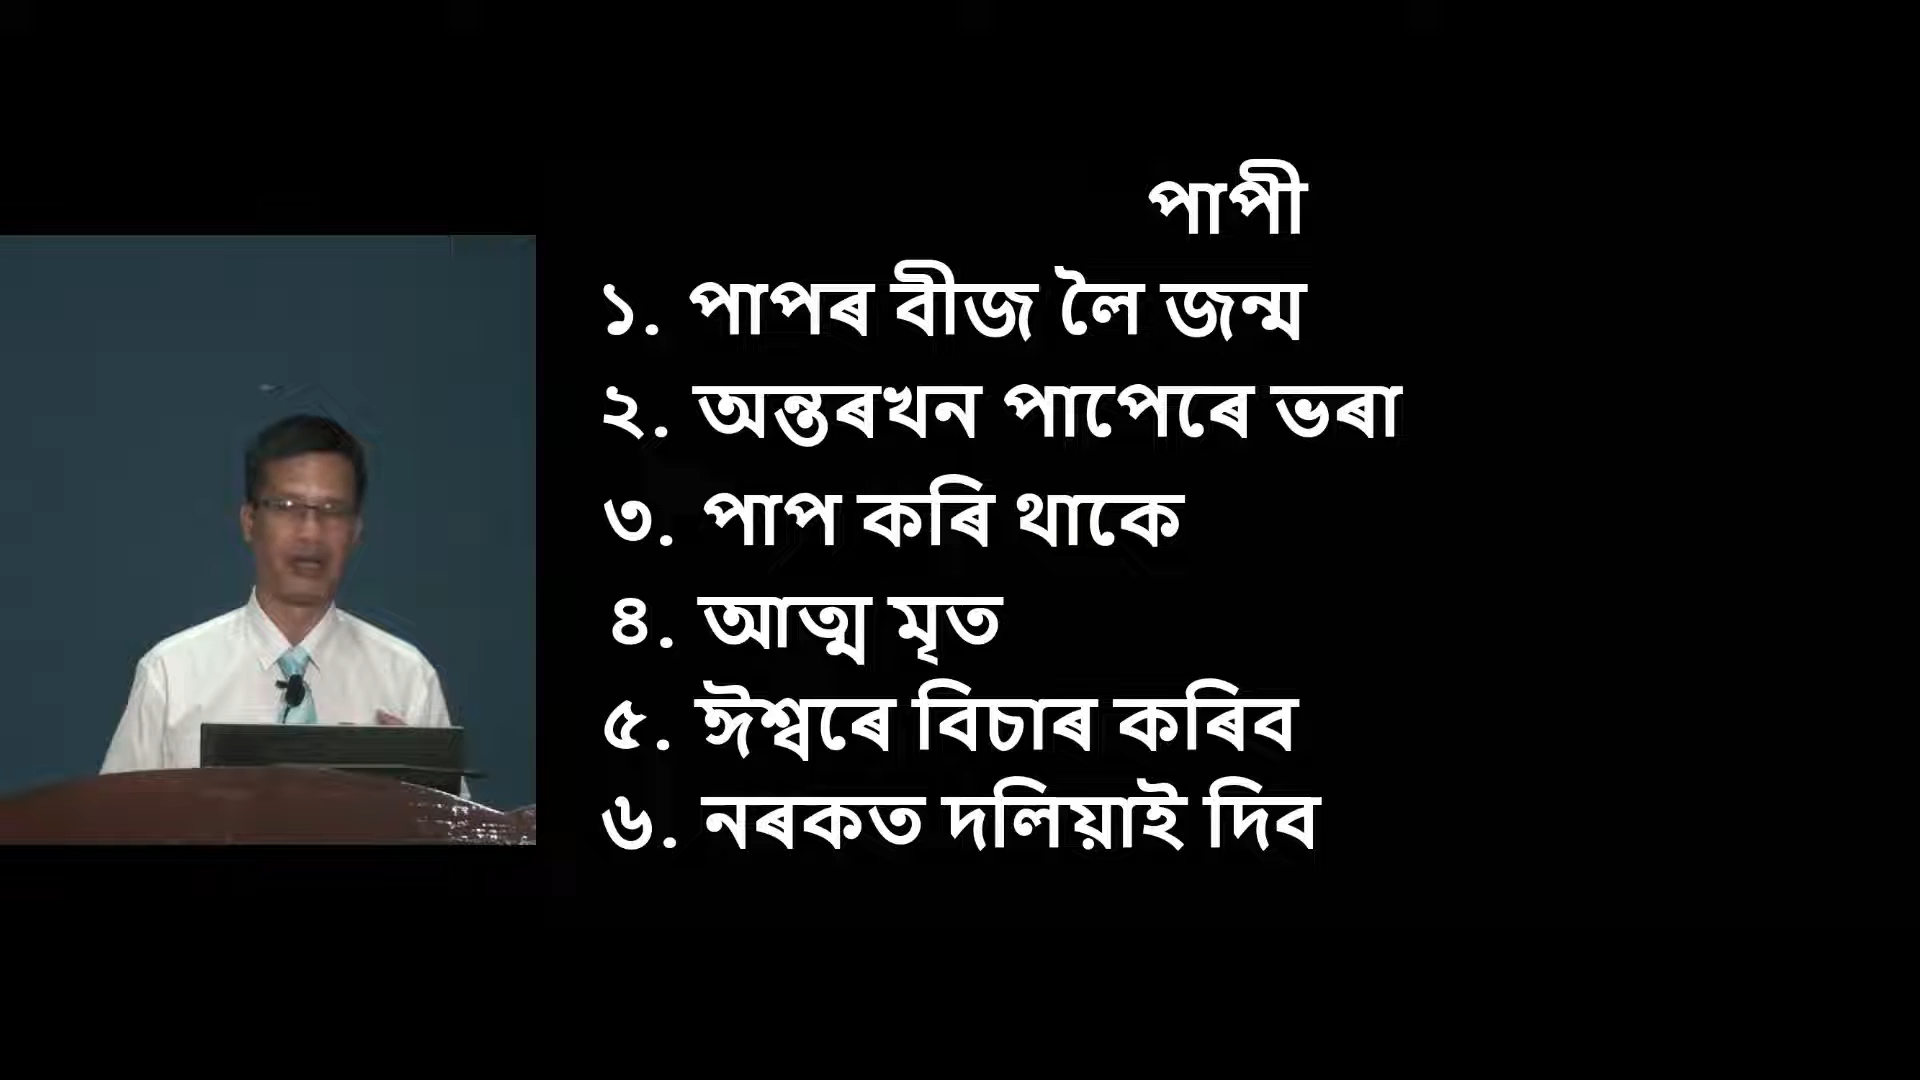 পাপী
১. পাপৰ বীজ লৈ জন্ম
২. অন্তৰখন পাপেৰে ভৰা
৩. পাপ কৰি থাকে
৪. আত্ম মৃত
৫. ঈশ্বৰে বিচাৰ কৰিব
৬. নৰকত দলিয়াই দিব